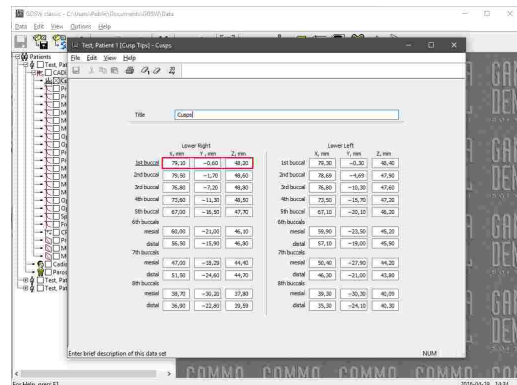 GDSW classic - C:\Users\Public\Documents\GDSW\Data
Data Edit View Options Help
Test, Patient 1 [Cusp Tips] - Cusps
File Edit View Help
Patients
Title Cusps
Lower Right Lower Left
X, mm Y, mm Z, mm X, mm Y, mm Z, mm
1st buccal 79,10 -0,60 48,20 1st buccal 79,30 -0,30 48,40
2nd buccal 79,50 -1,70 48,60 2nd buccal 78,69 -4,69 47,90
3rd buccal 76,80 -7,20 48,80 3rd buccal 76,80 -10,30 47,60
4th buccal 73,60 -11,30 48,50 4th buccal 73,50 -15,70 47,20
5th buccal 67,00 -16,50 47,70 5th buccal 67,10 -20,10 46,20
6th buccals 6th buccals
mesial 60,00 -21,00 46,10 mesial 59,90 -23,50 45,20
distal 56,50 -15,90 46,80 distal 57,10 -19,00 45,90
7th buccals 7th buccals
mesial 47,00 -18,29 44,40 mesial 50,40 -27,90 44,20
distal 51,50 -24,60 44,70 distal 46,30 -21,00 43,80
8th buccals 8th buccals
mesial 38,70 -30,20 37,80 mesial 39,30 -30,30 40,09
distal 36,90 -22,80 39,59 distal 35,30 -24,10 40,30
Enter brief description of this data set NUM
For Help, press F1 2016-04-19 14:34